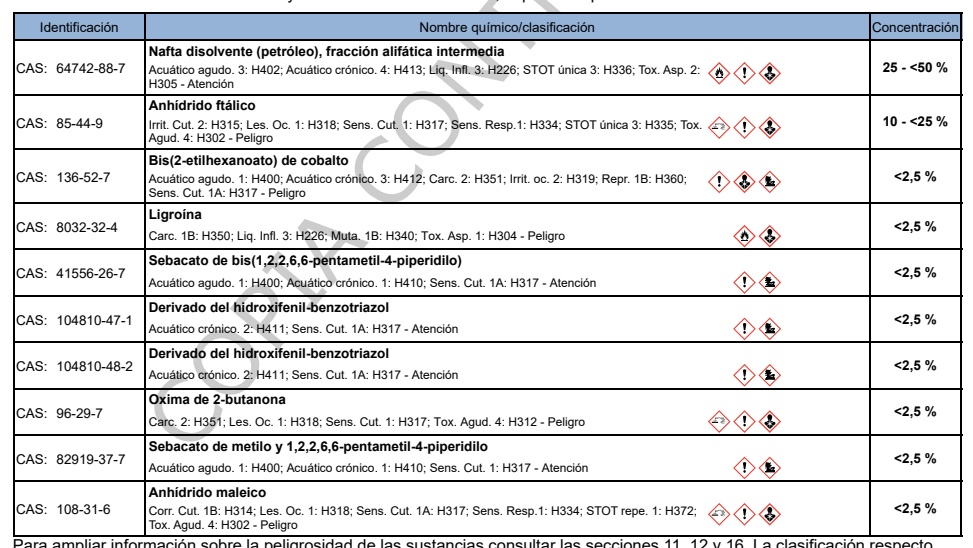 Identificación Nombre químico/clasificación Concentración
Nafta disolvente (petróleo), fracción alifática intermedia
CAS: 64742-88-7 Acuático agudo. 3: H402; Acuático crónico. 4: H413; Liq. Infl. 3: H226; STOT única 3: H336; Tox. Asp. 2: 25 - <50 %
H305 - Atención
Anhídrido ftálico
CAS: 85-44-9 Irrit. Cut. 2: H315; Les. Oc. 1: H318; Sens. Cut. 1: H317; Sens. Resp.1: H334; STOT única 3: H335; Tox. 10 - <25 %
Agud. 4: H302 - Peligro
Bis(2-etilhexanoato) de cobalto
CAS: 136-52-7 Acuático agudo. 1: H400; Acuático crónico. 3: H412; Carc. 2: H351; Irrit. oc. 2: H319; Repr. 1B: H360; <2,5 %
Sens. Cut. 1A: H317 - Peligro
Ligroína
CAS: 8032-32-4 Carc. 1B: H350; Liq. Infl. 3: H226; Muta. 1B: H340; Tox. Asp. 1: H304 - Peligro <2,5 %
Sebacato de bis(1,2,2,6,6-pentametil-4-piperidilo)
CAS: 41556-26-7 Acuático agudo. 1: H400; Acuático crónico. 1: H410; Sens. Cut. 1A: H317 - Atención <2,5 %
Derivado del hidroxifenil-benzotriazol
CAS: 104810-47-1 Acuático crónico. 2: H411; Sens. Cut. 1A: H317 - Atención <2,5 %
Derivado del hidroxifenil-benzotriazol
CAS: 104810-48-2 Acuático crónico. 2: H411; Sens. Cut. 1A: H317 - Atención <2,5 %
Oxima de 2-butanona
CAS: 96-29-7 Carc. 2: H351; Les. Oc. 1: H318; Sens. Cut. 1: H317; Tox. Agud. 4: H312 - Peligro <2,5 %
Sebacato de metilo y 1,2,2,6,6-pentametil-4-piperidilo
CAS: 82919-37-7 Acuático agudo. 1: H400; Acuático crónico. 1: H410; Sens. Cut. 1: H317 - Atención <2,5 %
Anhídrido maleico
CAS: 108-31-6 Corr. Cut. 1B: H314; Les. Oc. 1: H318; Sens. Cut. 1A: H317; Sens. Resp.1: H334; STOT repe. 1: H372; <2,5 %
Tox. Agud. 4: H302 - Peligro
Para ampliar información sobre la peligrosidad de las sustancias consultar las secciones 11, 12 y 16. La clasificación respecto
COPIA CONT